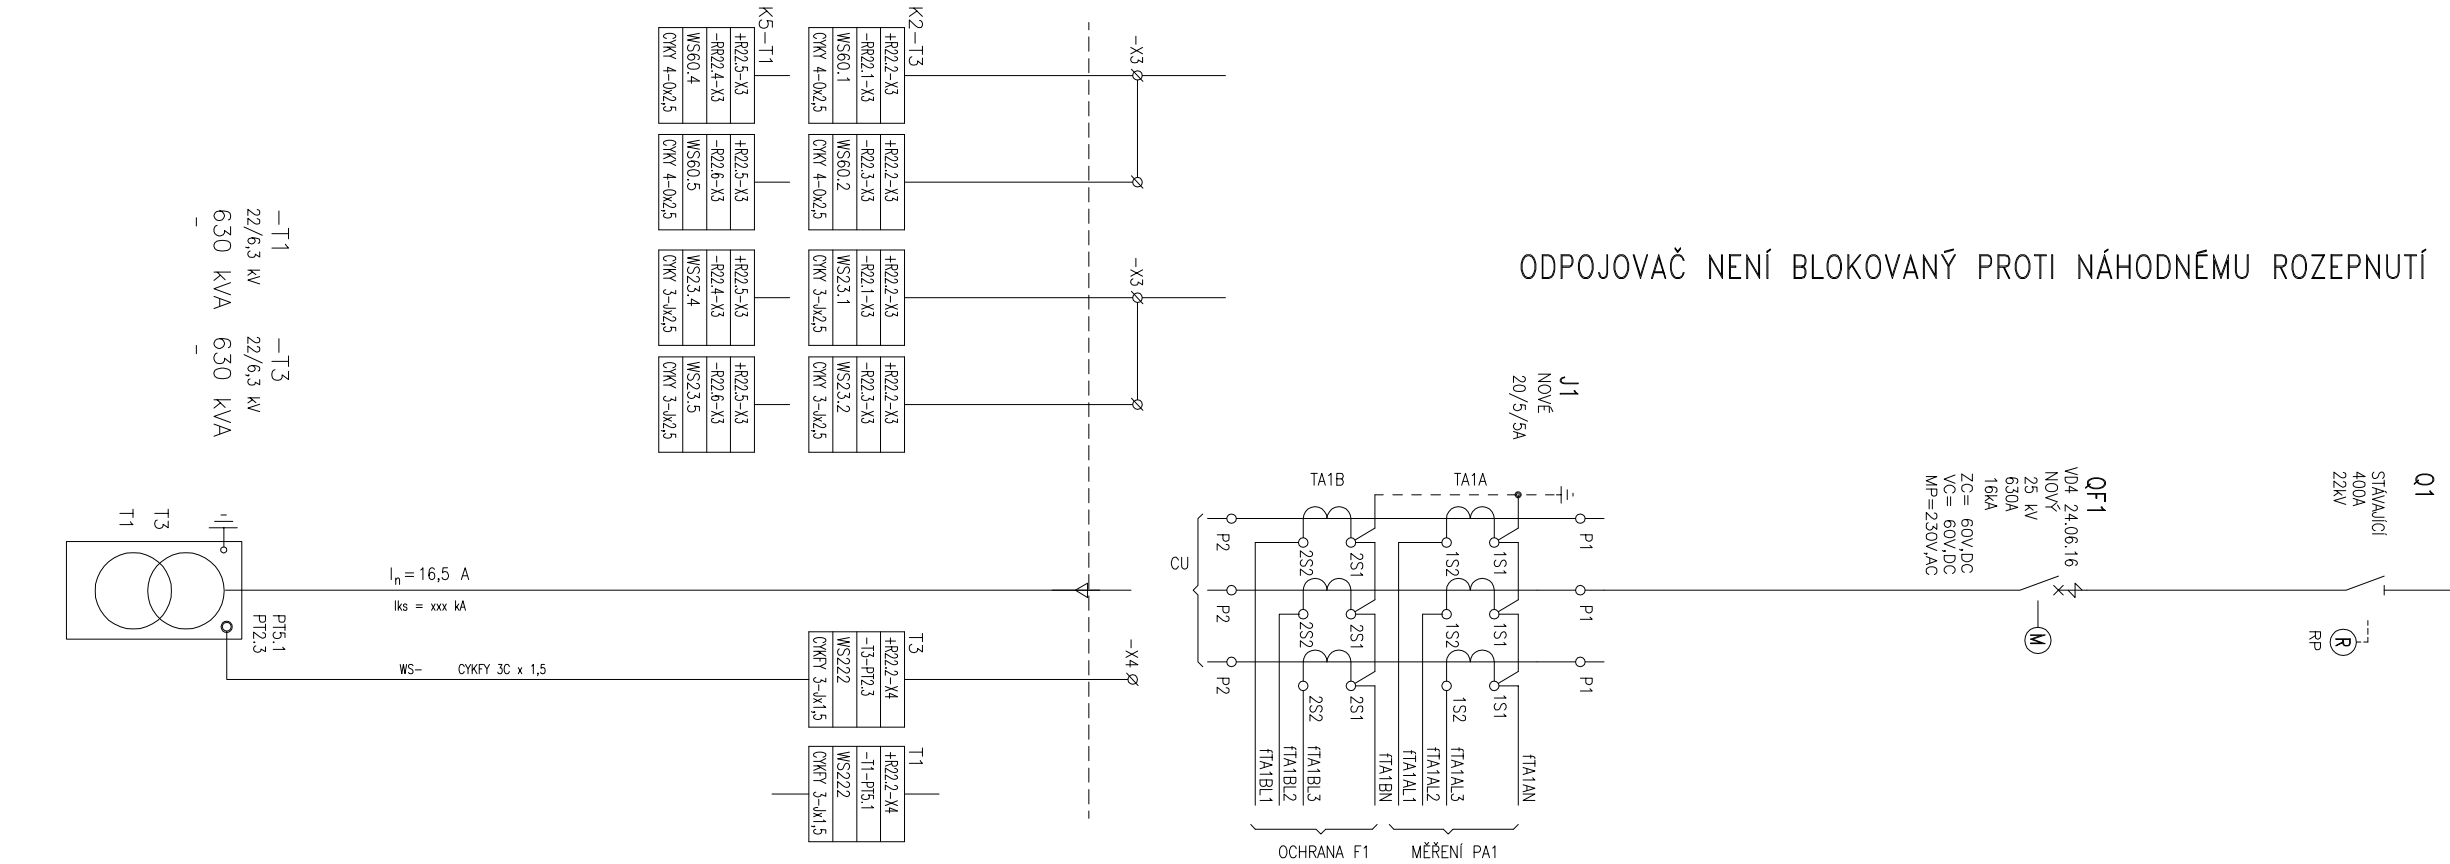 K5-T1
+R22.5-X3
-RR22.4-X3
WS60.4
CYKY 4-Ox2,5
+R22.5-X3
-R22.6-X3
WS60.5
CYKY 4-Ox2,5
+R22.5-X3
-R22.4-X3
WS23.4
CYKY 3-Jx2,5
+R22.5-X3
-R22.6-X3
WS23.5
CYKY 3-Jx2,5
K2-T3
+R22.2-X3
-RR22.1-X3
WS60.1
CYKY 4-Ox2,5
+R22.2-X3
-R22.3-X3
WS60.2
CYKY 4-Ox2,5
+R22.2-X3
-R22.1-X3
WS23.1
CYKY 3-Jx2,5
+R22.2-X3
-R22.3-X3
WS23.2
CYKY 3-Jx2,5
-X3
-X3
ODPOJOVAČ NENÍ BLOKOVANÝ PROTI NÁHODNÉMU ROZEPNUTÍ
-T1
22/6,3 kV
630 kVA
-
-T3
22/6,3 kV
630 kVA
-
J1
NOVÉ
20/5/5A
Q1
STÁVAJÍCÍ
400A
22kV
R
RP
QF1
VD4 24.06.16
NOVÝ
25 kV
630A
16kA
ZC= 60V,DC
VC= 60V,DC
MP=230V,AC
M
TA1B
TA1A
CU
P2
2S2
2S1
1S2
1S1
P1
P2
2S2
2S1
1S2
1S1
P1
P2
2S2
2S1
1S2
1S1
P1
fTA1BL1
fTA1BL2
fTA1BL3
fTA1BN
fTA1AL1
fTA1AL2
fTA1AL3
fTA1AN
OCHRANA F1
MĚŘENÍ PA1
T1
T3
In=16,5 A
Iks = xxx kA
PT5.1
PT2.3
WS- CYKFY 3C x 1,5
T3
+R22.2-X4
-T3-PT2.3
WS222
CYKFY 3-Jx1,5
-X4
T1
+R22.2-X4
-T1-PT5.1
WS222
CYKFY 3-Jx1,5